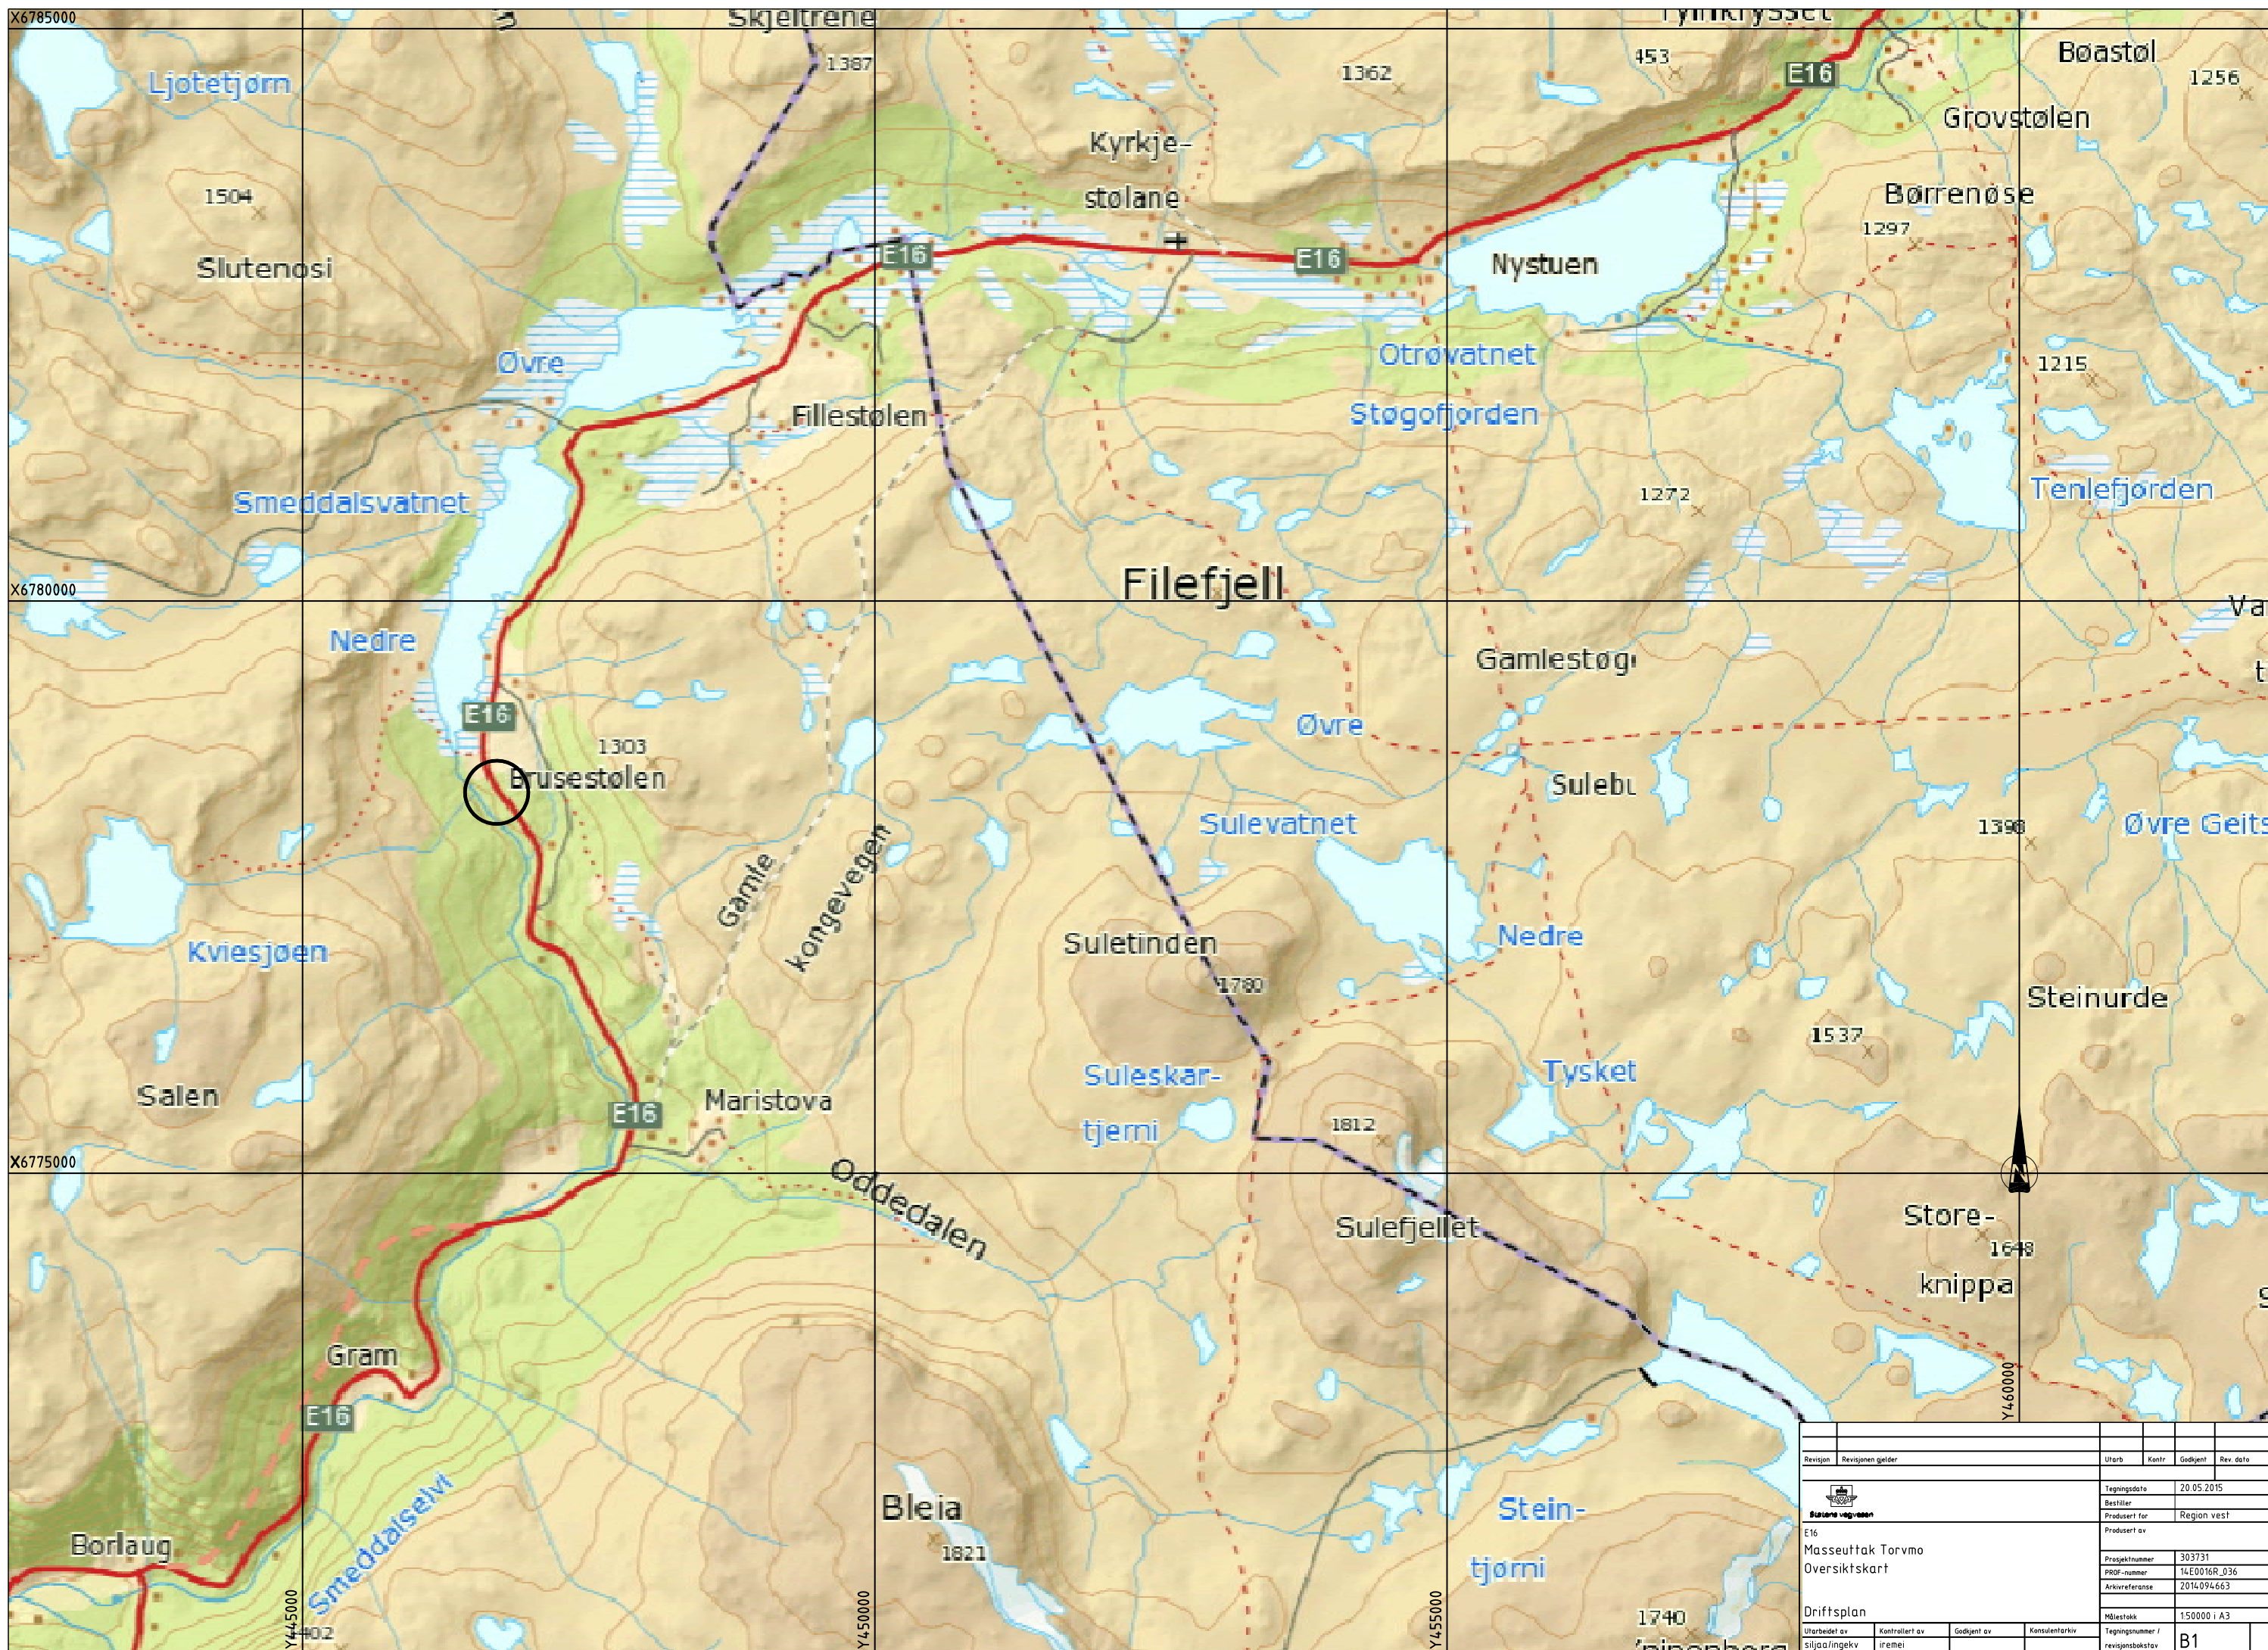 X6785000
Skjeltrene
Tyinkrysset
Bøastøl
Ljotetjørn
1387
1362
453
E16
1256
Grovstølen
Kyrkje-
stølane
1504
Børrenøse
1297
Slutenosi
E16
E16
Nystuen
Øvre
Otrøvatnet
1215
Fillestølen
Støgofjorden
Smeddalsvatnet
1272
Tenlefjorden
X6780000
Filefjell
Nedre
Gamlestøg
E16
Øvre
1303
Brusestølen
Sulebu
Sulevatnet
1398
Øvre Geits
Gamle
kongevegen
Kviesjøen
Suletinden
Nedre
1780
Steinurde
1537
Salen
Suleskar-
tjerni
Tysket
E16
Maristova
1812
X6775000
Oddedalen
Store-
Sulefjellet
1648
knippa
Gram
E16
Y460000
Bleia
1821
Stein-
tjørni
Smeddalselvi
Borlaug
Y445000
Y450000
Y455000
402
1740
Revisjon Revisjonen gjelder Utarb Kontr Godkjent Rev. dato
Statens vegvesen
Tegningsdato 20.05.2015
Bestiller
Produsert for Region vest
Produsert av
E16
Masseuttak Torvmo
Oversiktskart
Prosjektnummer 303731
PROF-nummer 14E0016R_036
Arkivreferanse 2014094663
Driftsplan
Målestokk 1:50000 i A3
Utarbeidet av Kontrollert av Godkjent av Konsulentarkiv
siljaa/ingekv iremei
Tegningsnummer /
revisjonsbokstav B1